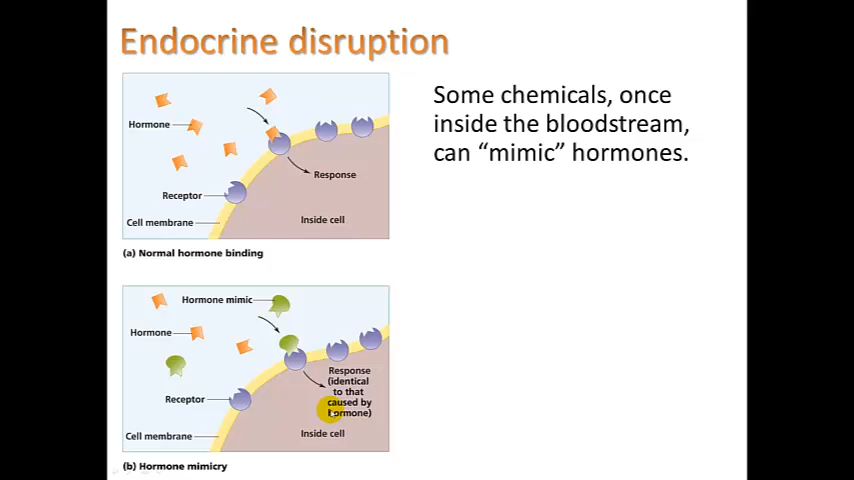 Endocrine disruption
Some chemicals, once
inside the bloodstream,
can “mimic” hormones.
Hormone
Response
Receptor
Cell membrane
Inside cell
(a) Normal hormone binding
Hormone mimic
Hormone
Response
(identical
to that
caused by
hormone)
Receptor
Cell membrane
Inside cell
(b) Hormone mimicry